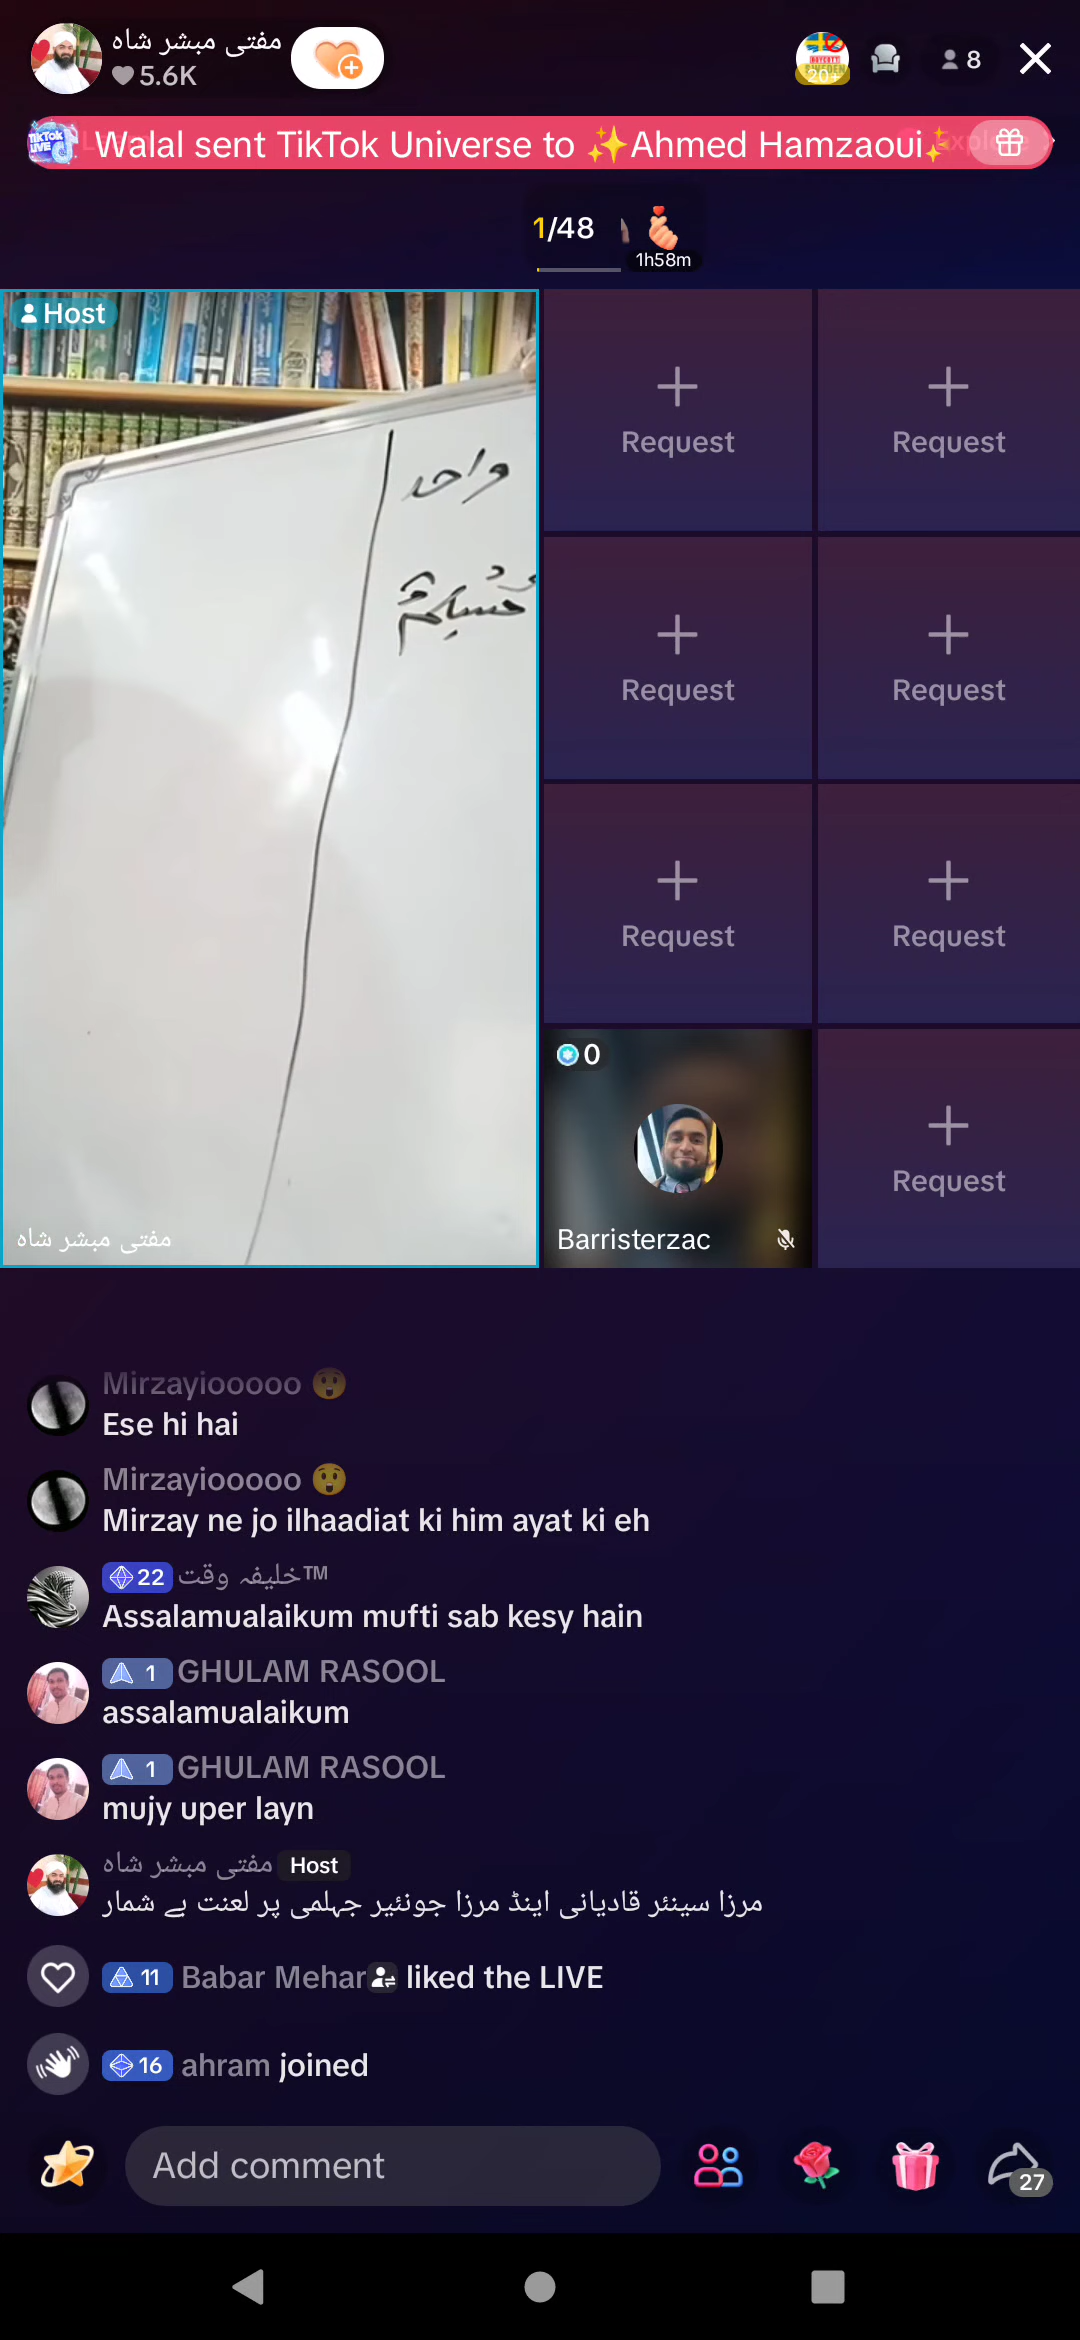 مفتی مبشر شاہ
5.6K
20+
8
Walal sent TikTok Universe to ✨Ahmed Hamzaoui✨
1/48
1h58m
Host
واحد
Request
Request
Request
Request
Request
Request
0
Barristerzac
Request
مفتی مبشر شاہ
Mirzayiooooo 😲
Ese hi hai
Mirzayiooooo 😲
Mirzay ne jo ilhaadiat ki him ayat ki eh
22 خلیفہ وقت™
Assalamualaikum mufti sab kesy hain
1 GHULAM RASOOL
assalamualaikum
1 GHULAM RASOOL
mujy uper layn
مفتی مبشر شاہ Host
مرزا سینئر قادیانی اینڈ مرزا جونئیر جہلمی پر لعنت بے شمار
11 Babar Mehar liked the LIVE
16 ahram joined
Add comment
27